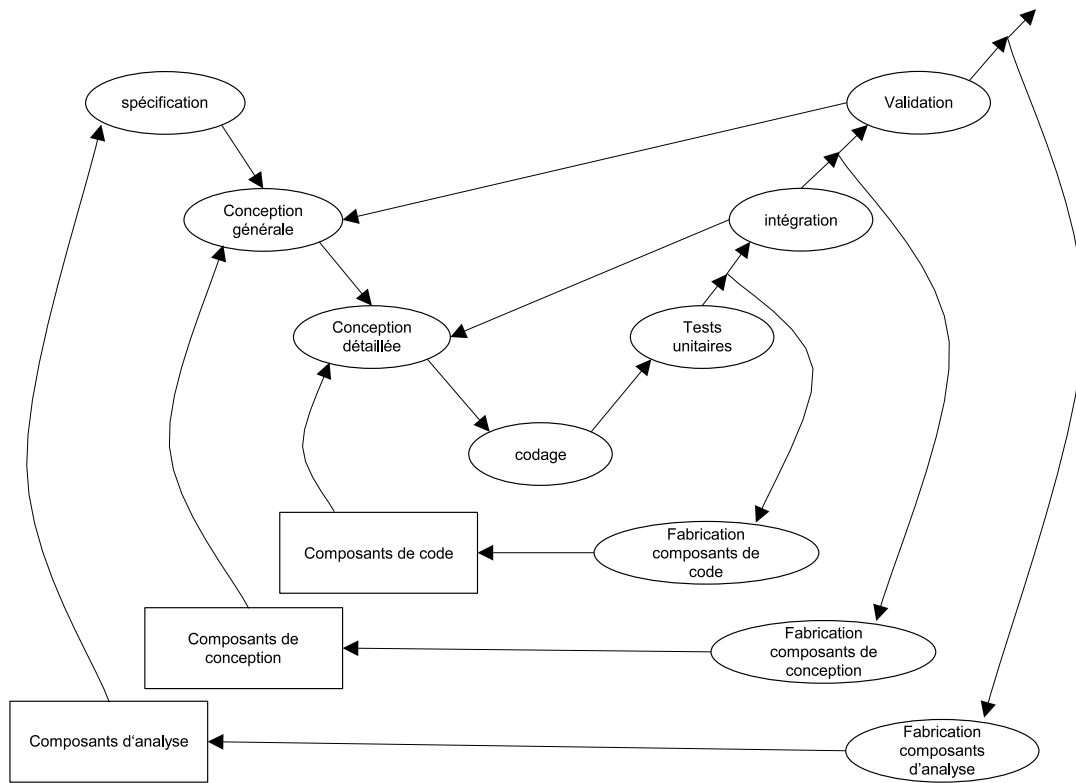 spécification
Validation
Conception
générale
intégration
Conception
détaillée
Tests
unitaires
codage
Composants de code
Fabrication
composants de
code
Composants de
conception
Fabrication
composants de
conception
Composants d'analyse
Fabrication
composants
d'analyse